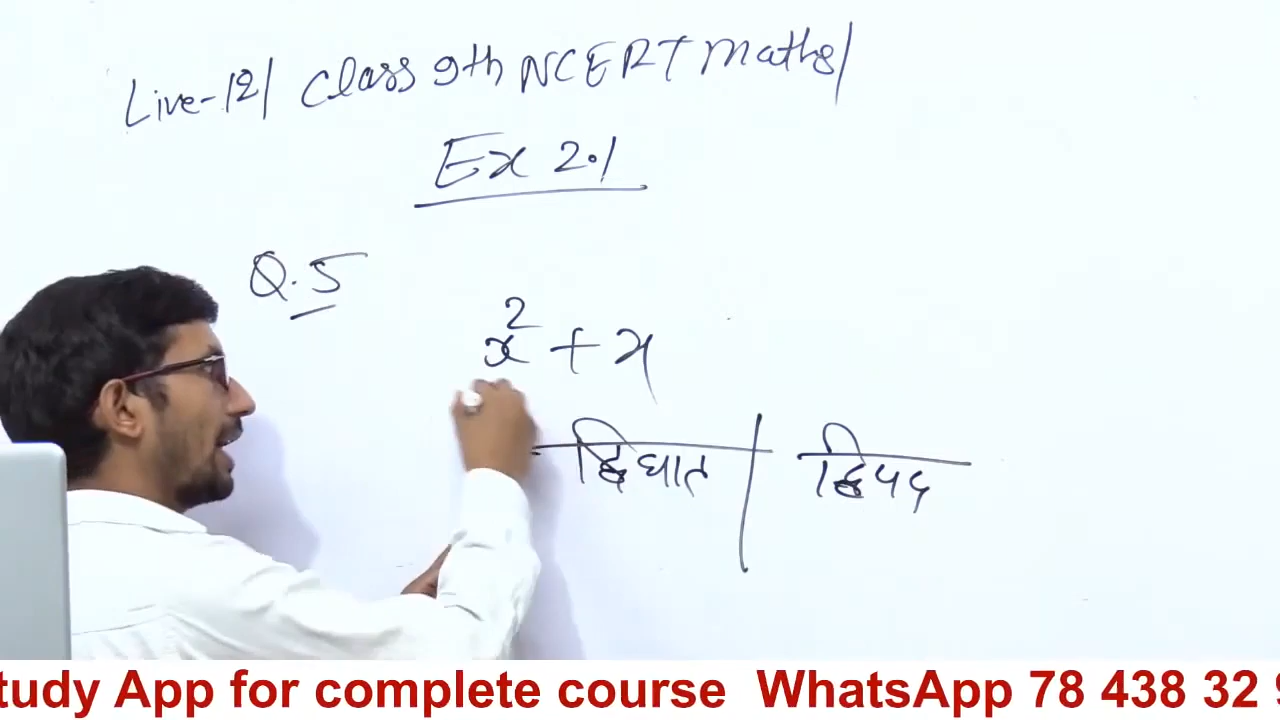 Live-12/ Class 9th NCERT Maths/
Ex 2.1
Q.5
x² + x
द्विघात | द्विपद
tudy App for complete course WhatsApp 78 438 32 9